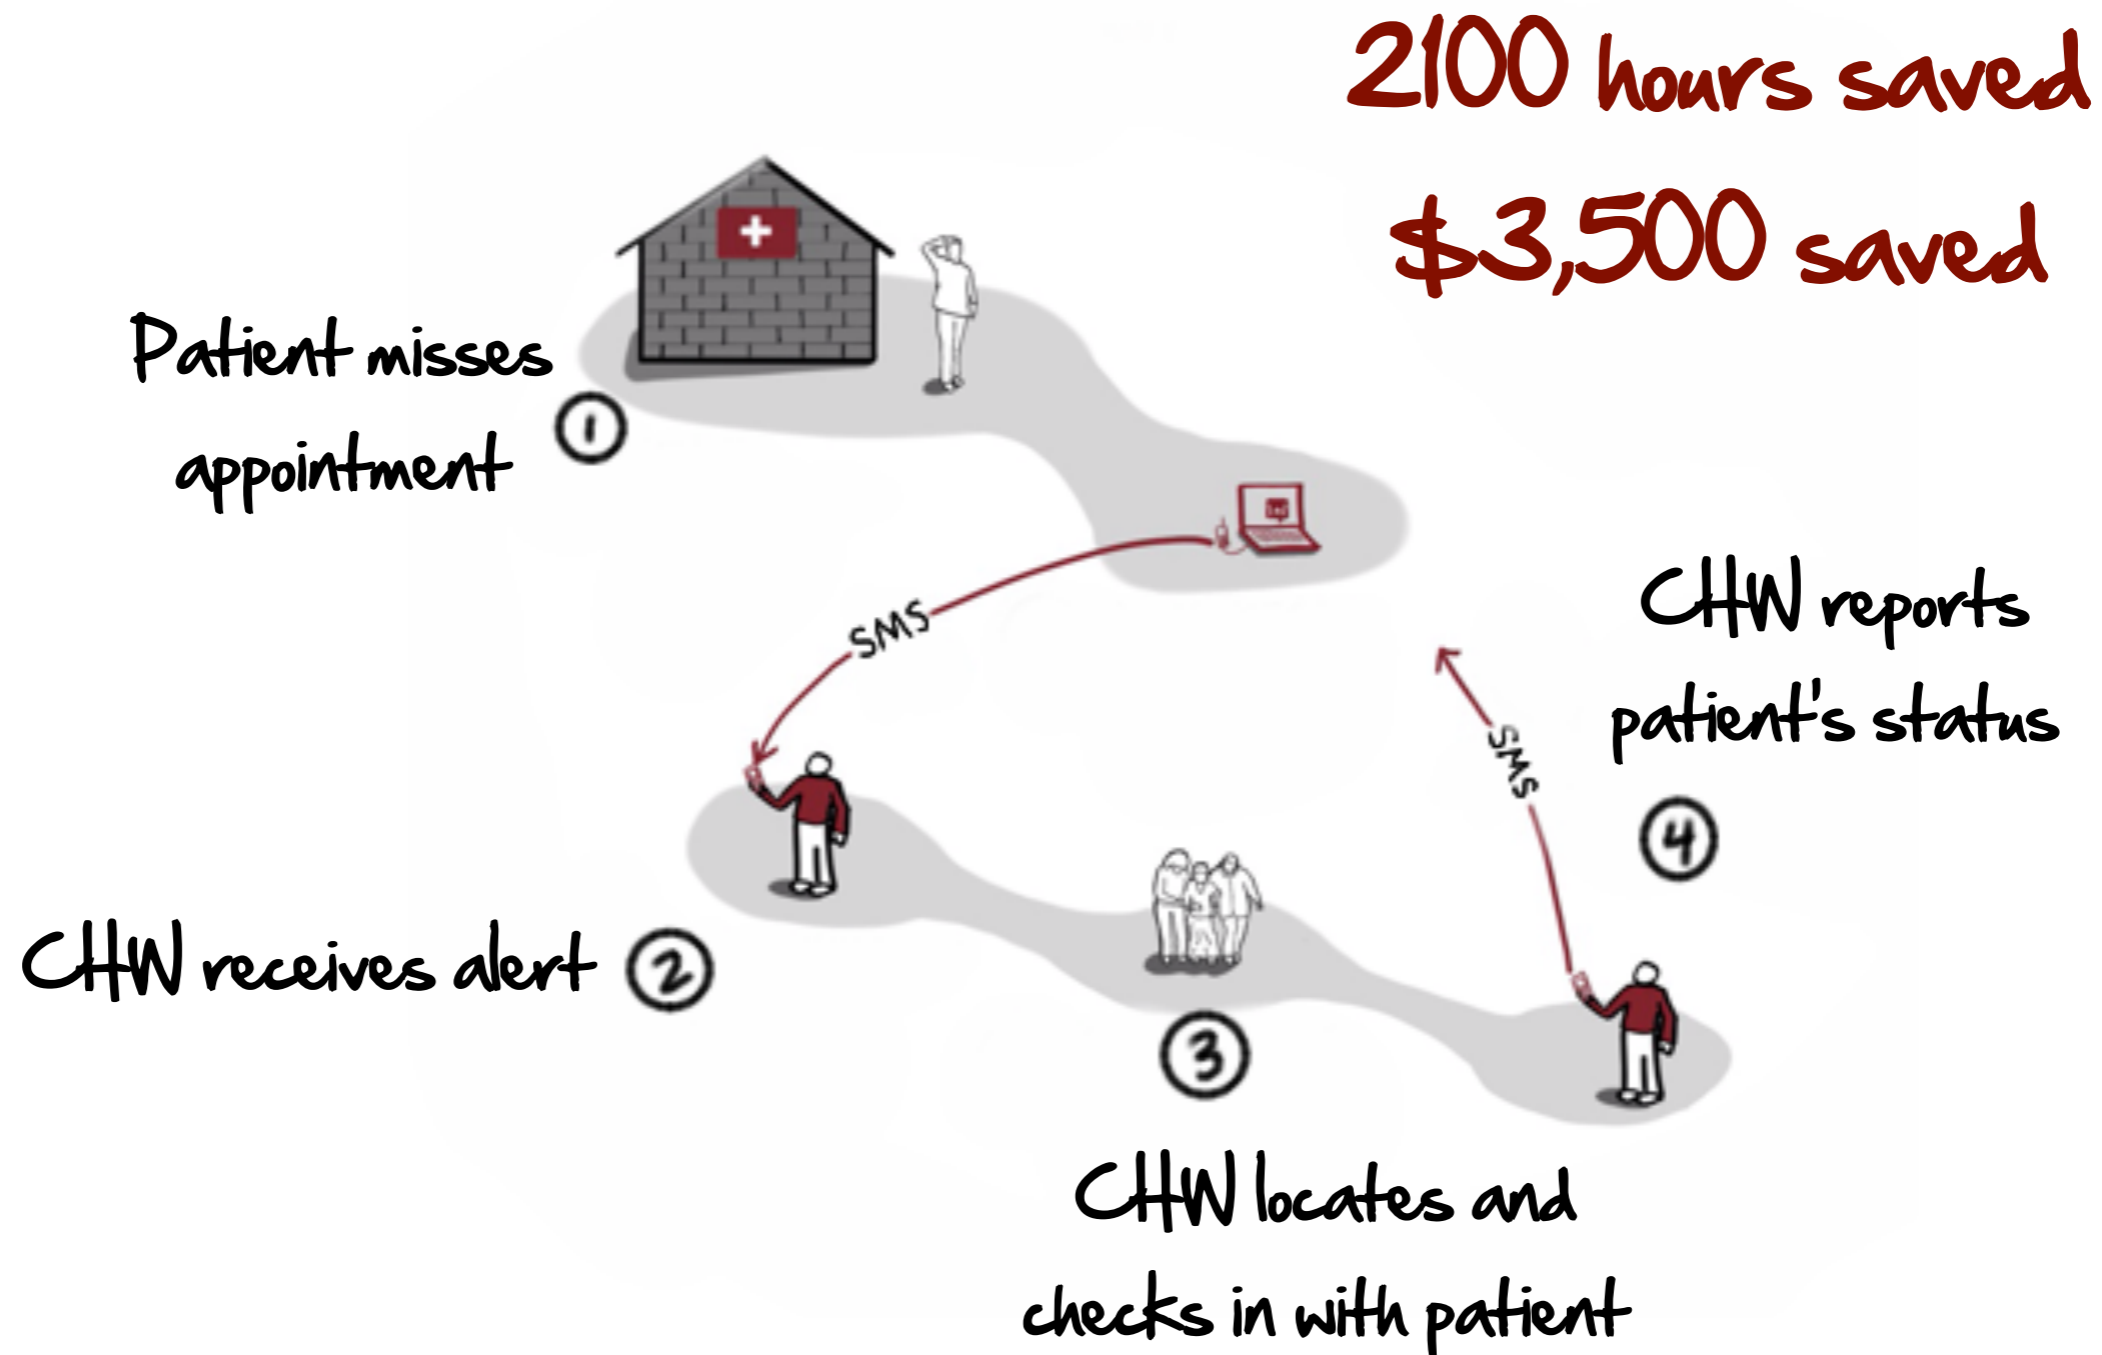 2100 hours saved
$3,500 saved
Patient misses
appointment
1
SMS
CHW receives alert
2
3
CHW locates and
checks in with patient
CHW reports
patient's status
4
SMS